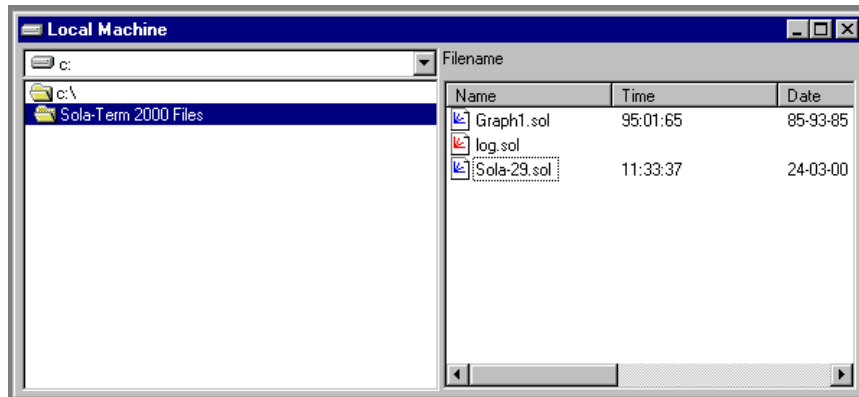 Local Machine
c:
Filename
c:\
Sola-Term 2000 Files
Name Time Date
Graph1.sol 95:01:65 85-93-85
log.sol
Sola-29.sol 11:33:37 24-03-00